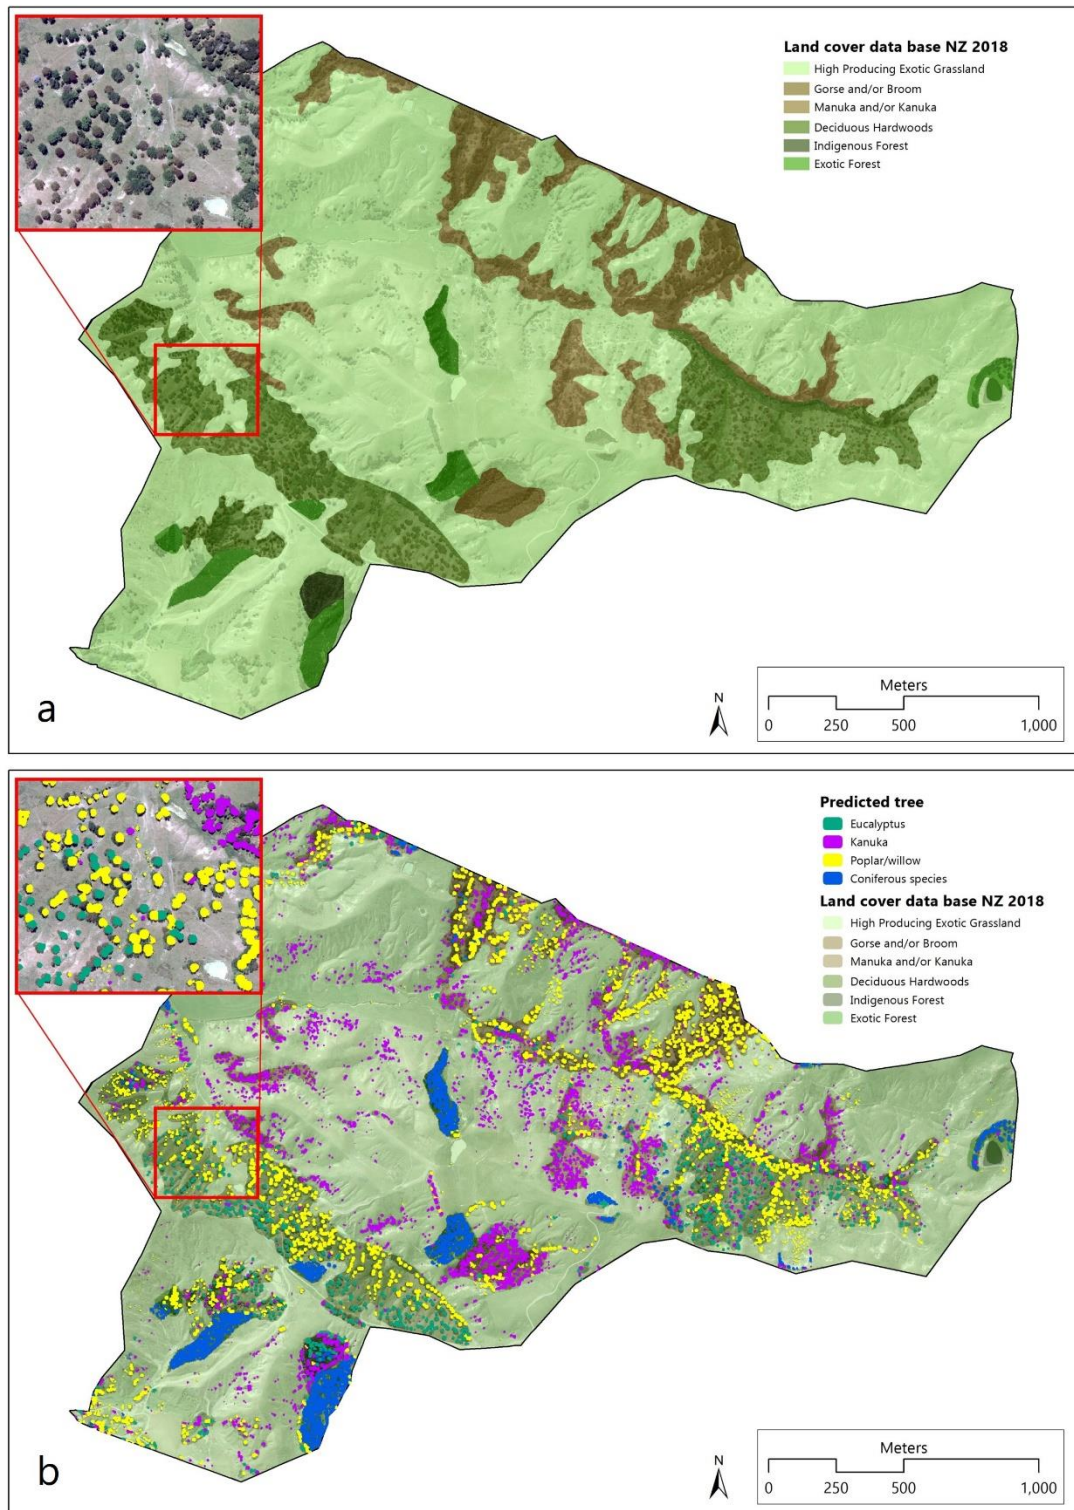 Land cover data base NZ 2018
High Producing Exotic Grassland
Gorse and/or Broom
Manuka and/or Kanuka
Deciduous Hardwoods
Indigenous Forest
Exotic Forest
a
N
Meters
0 250 500 1,000
Predicted tree
Eucalyptus
Kanuka
Poplar/willow
Coniferous species
Land cover data base NZ 2018
High Producing Exotic Grassland
Gorse and/or Broom
Manuka and/or Kanuka
Deciduous Hardwoods
Indigenous Forest
Exotic Forest
b
N
Meters
0 250 500 1,000